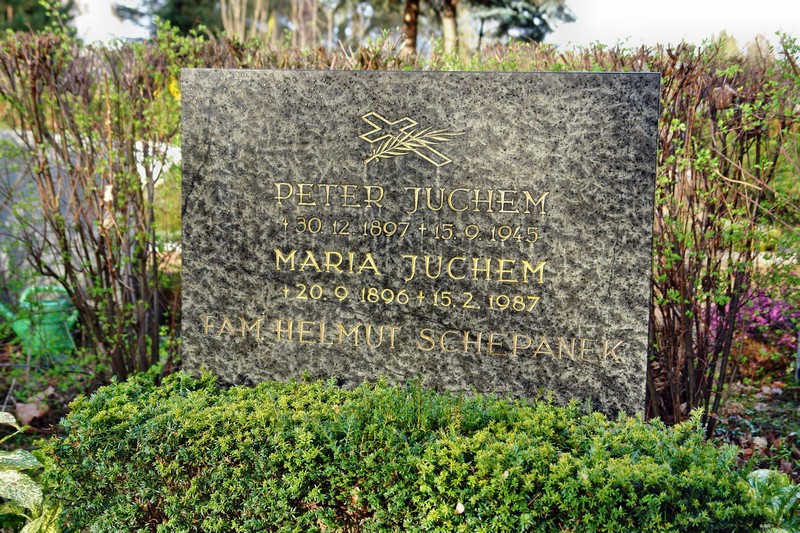 PETER JUCHEM
+ 30. 12. 1897 + 15. 9. 1945
MARIA JUCHEM
+ 20. 9. 1896 + 15. 2. 1987
FAM. HELMUT SCHEPANEK